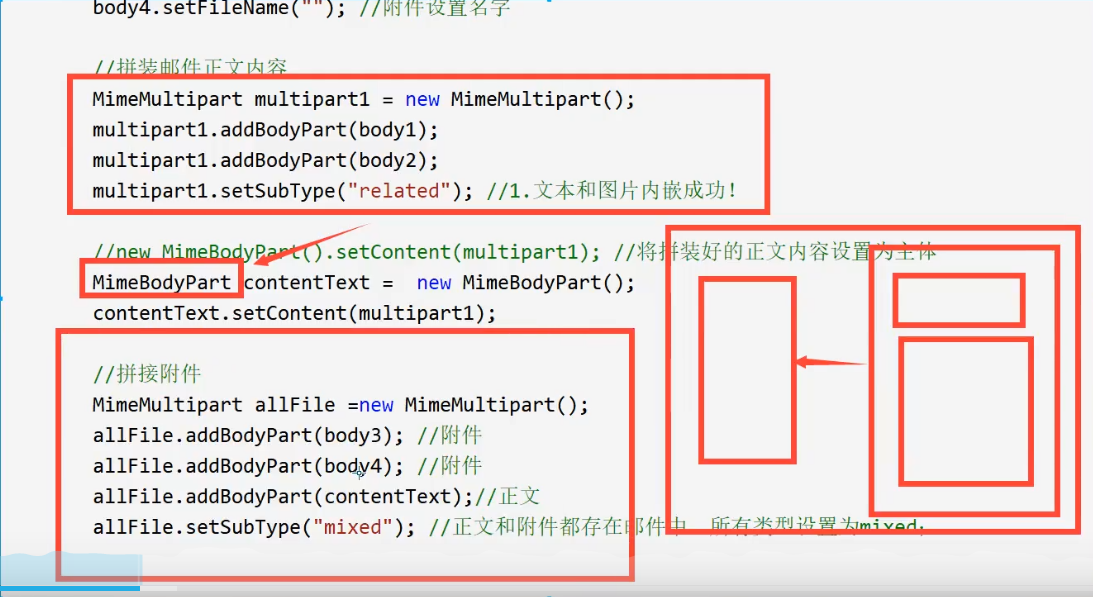 body4.setFileName(""); //附件设置名字
//拼装邮件正文内容
MimeMultipart multipart1 = new MimeMultipart();
multipart1.addBodyPart(body1);
multipart1.addBodyPart(body2);
multipart1.setSubType("related"); //1.文本和图片内嵌成功!
//new MimeBodyPart().setContent(multipart1); //将拼装好的正文内容设置为主体
MimeBodyPart contentText =  new MimeBodyPart();
contentText.setContent(multipart1);
//拼接附件
MimeMultipart allFile =new MimeMultipart();
allFile.addBodyPart(body3); //附件
allFile.addBodyPart(body4); //附件
allFile.addBodyPart(contentText);//正文
allFile.setSubType("mixed"); //正文和附件都存在邮件中，所有类型设置为mixed;